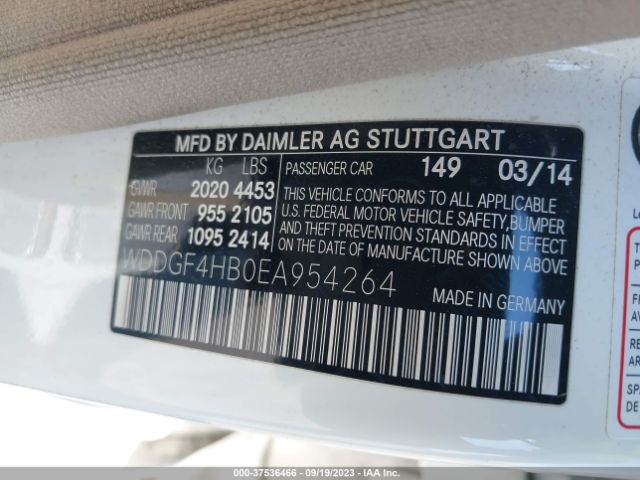 MFD BY DAIMLER AG STUTTGART
KG LBS
GVWR 2020 4453
GAWR FRONT 955 2105
GAWR REAR 1095 2414
PASSENGER CAR 149 03/14
THIS VEHICLE CONFORMS TO ALL APPLICABLE
U.S. FEDERAL MOTOR VEHICLE SAFETY, BUMPER
AND THEFT PREVENTION STANDARDS IN EFFECT
ON THE DATE OF MANUFACTURE SHOWN ABOVE
WDDGF4HB0EA954264
MADE IN GERMANY
000-37536466 - 09/19/2023 - IAA Inc.